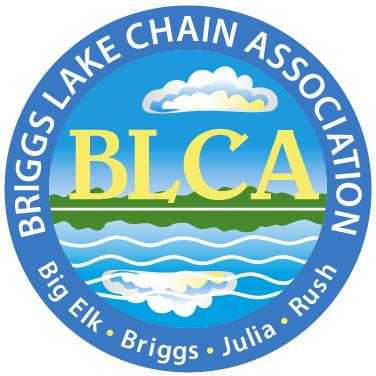 BRIGGS LAKE CHAIN ASSOCIATION
BLCA
Big Elk • Briggs • Julia • Rush